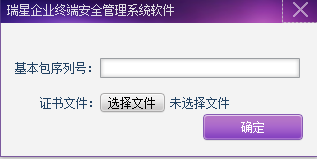 瑞星企业终端安全管理系统软件
基本包序列号：
证书文件： 选择文件 未选择文件
确定